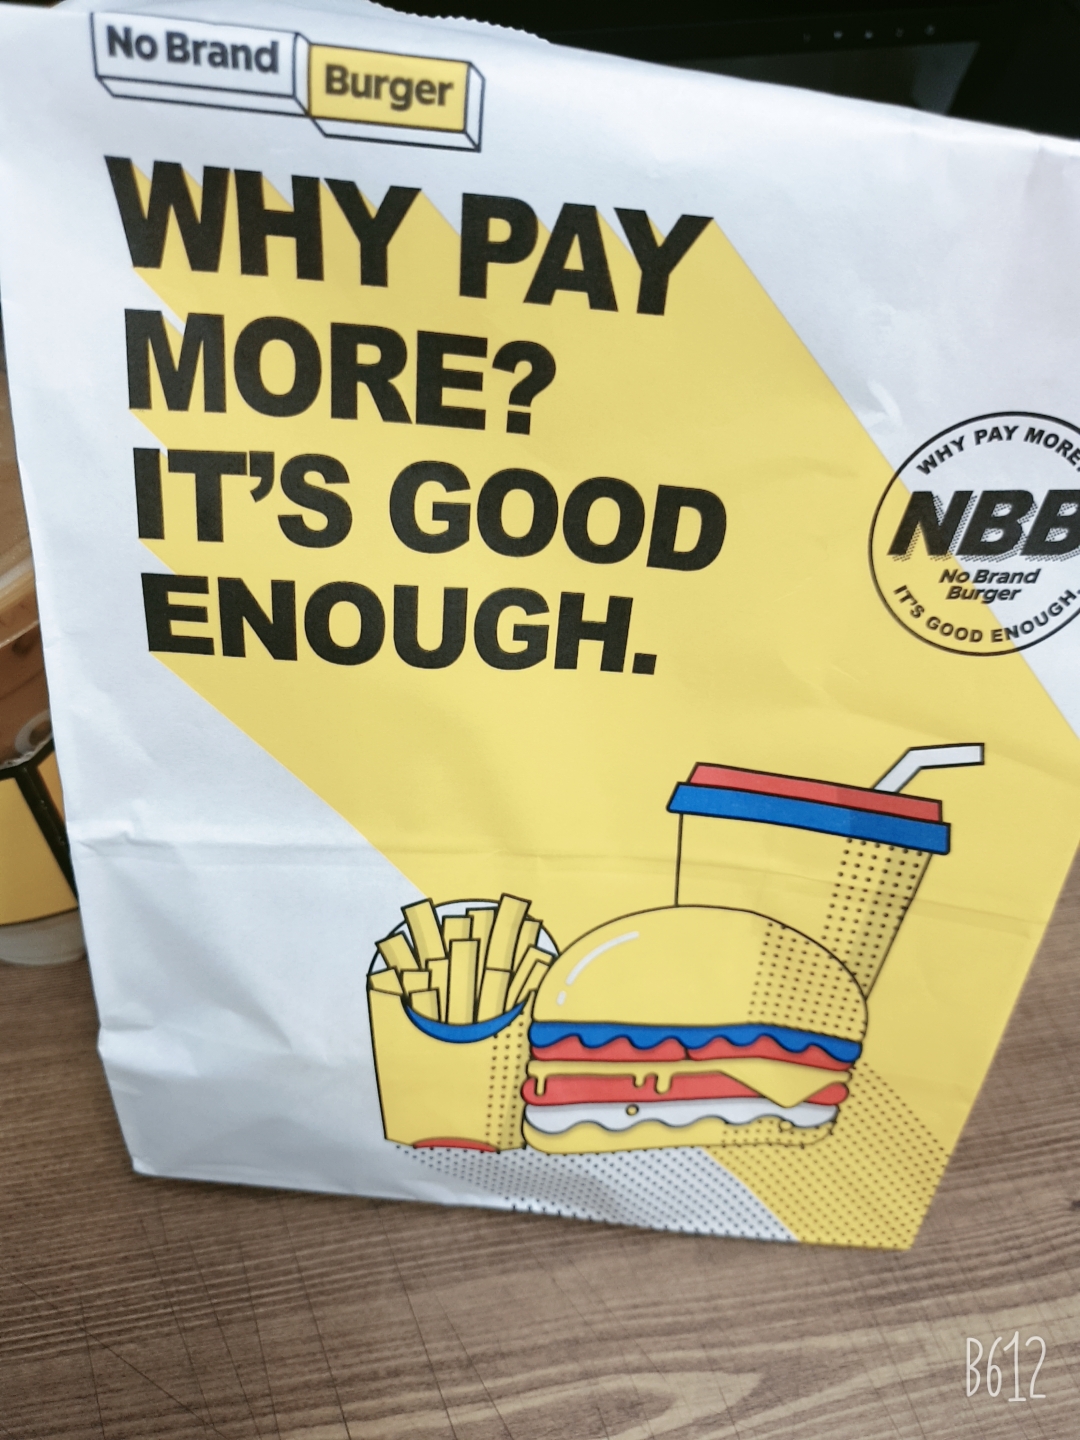 No Brand Burger
WHY PAY
MORE?
IT'S GOOD
ENOUGH.
WHY PAY MORE?
NBB
No Brand
Burger
IT'S GOOD ENOUGH.
B612